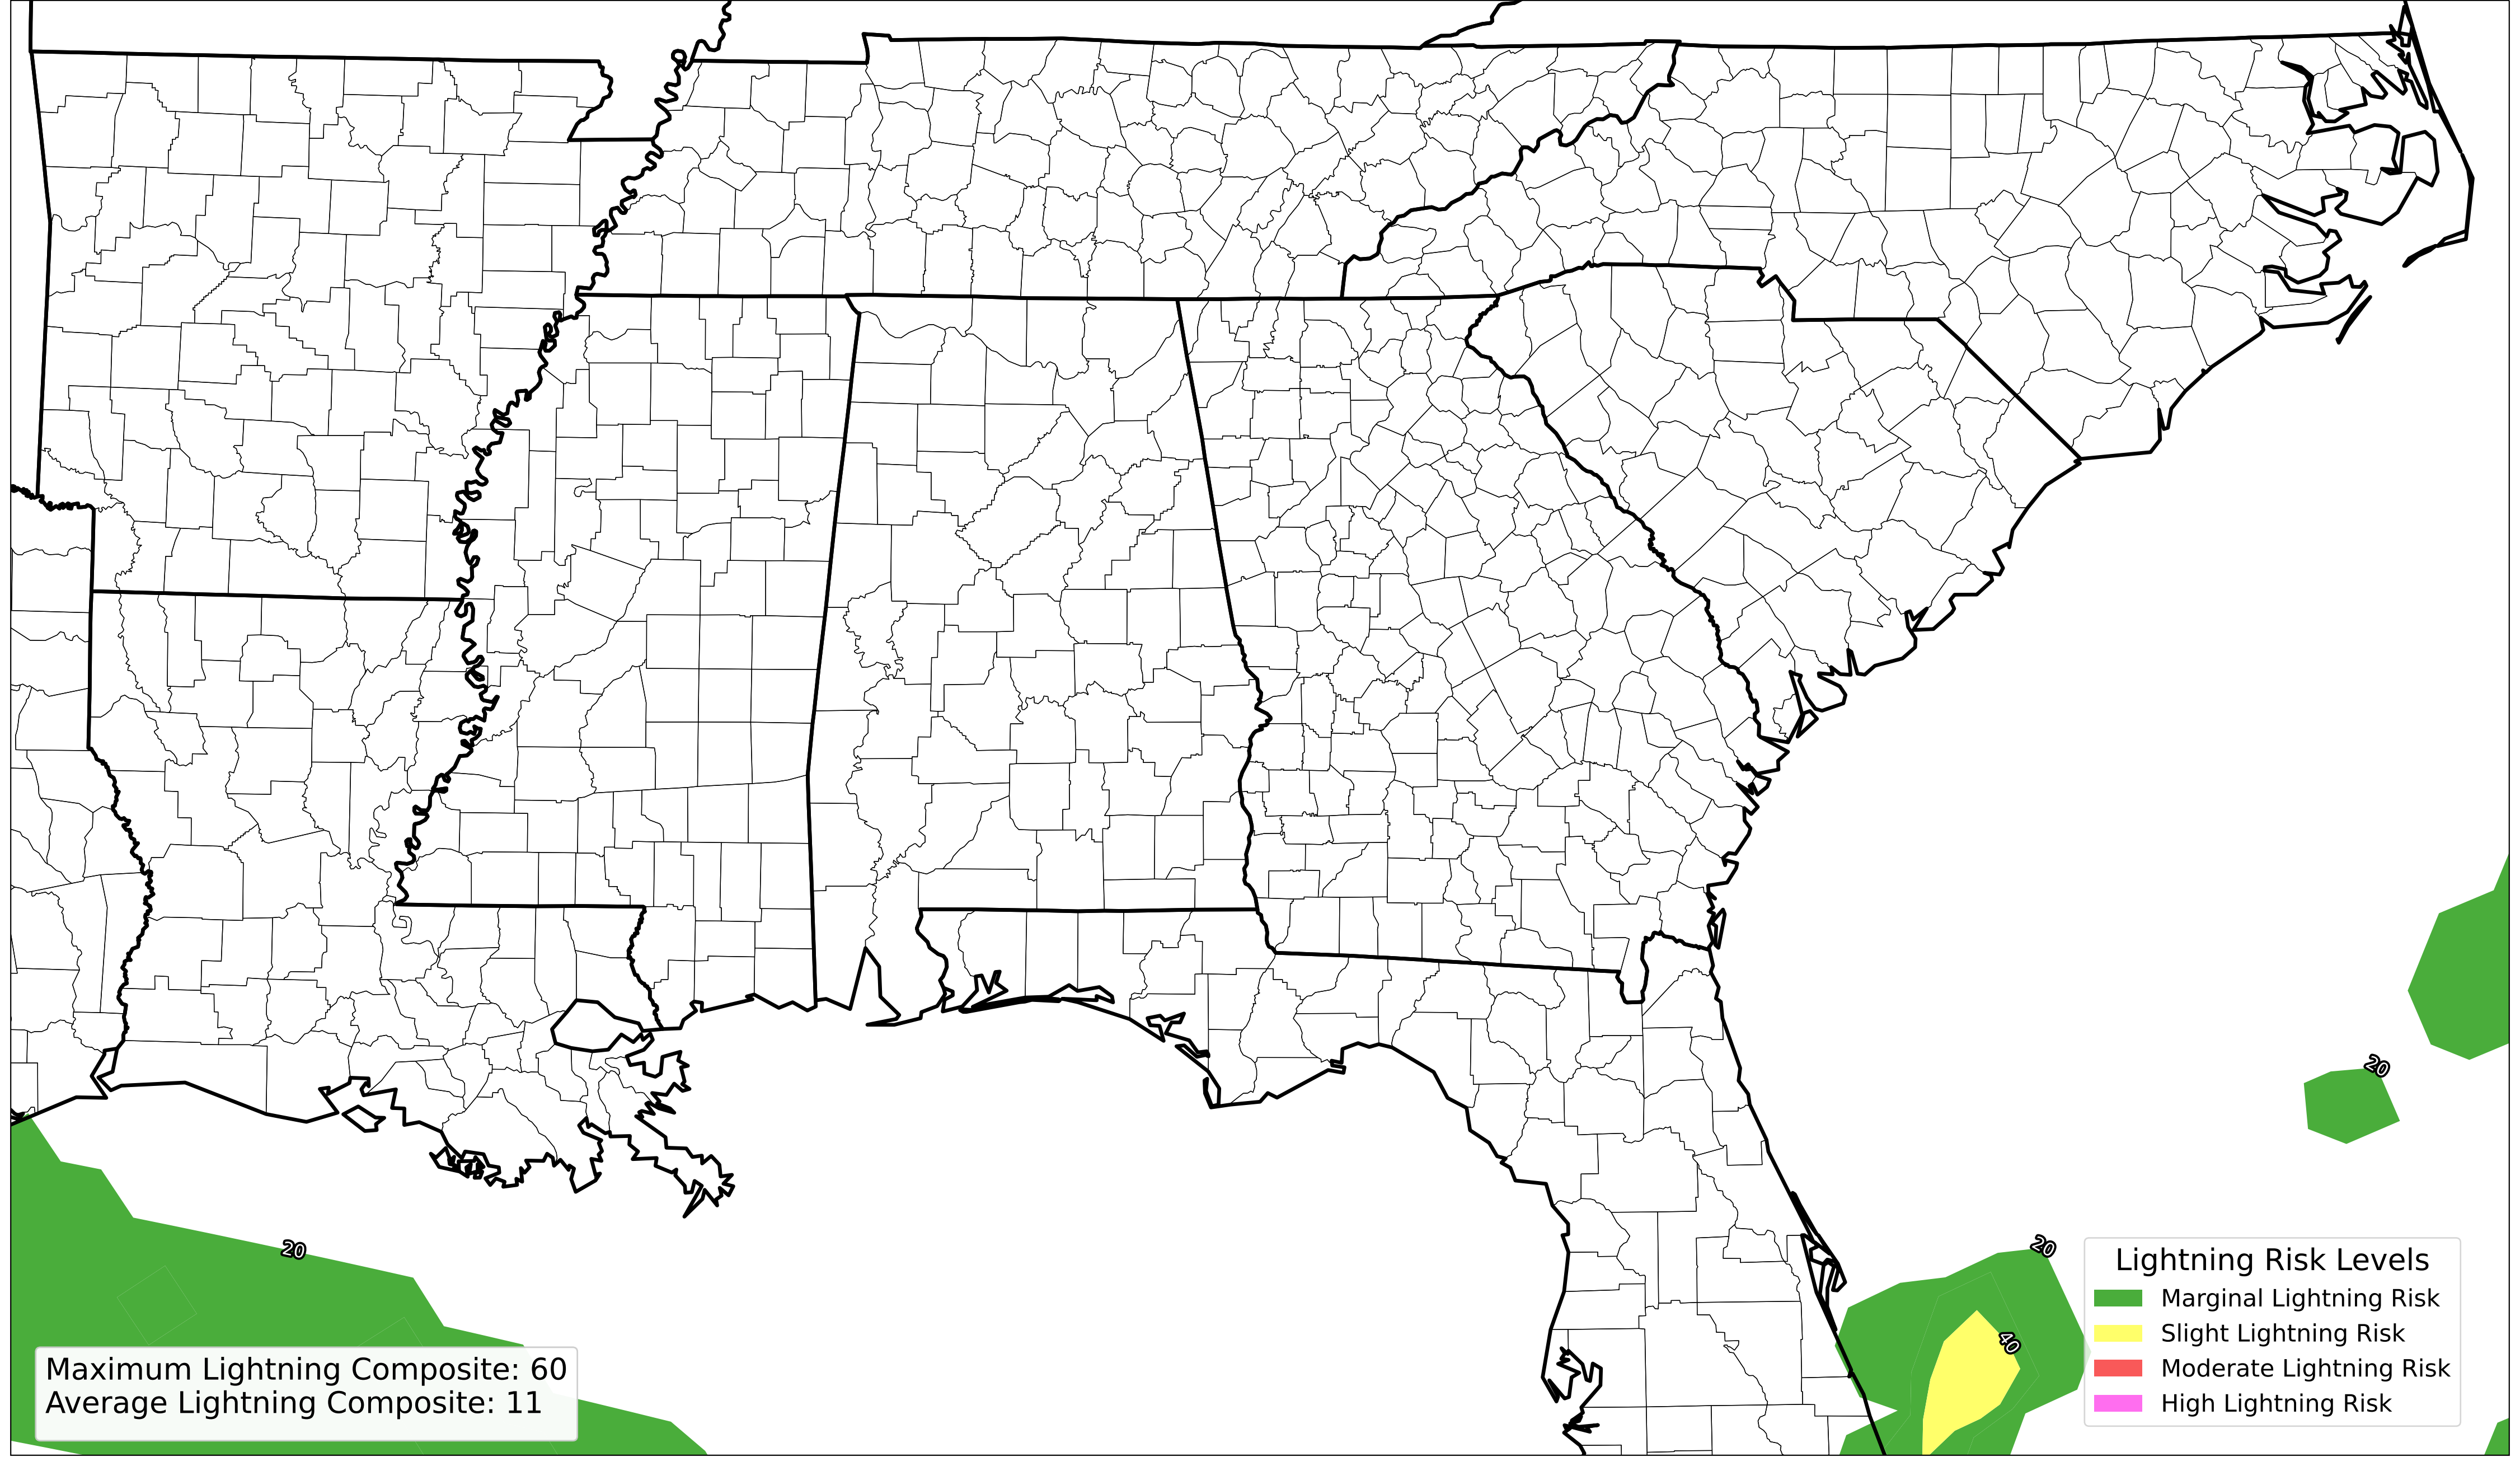 20
20
20
Lightning Risk Levels
Marginal Lightning Risk
Slight Lightning Risk
40
Moderate Lightning Risk
High Lightning Risk
Maximum Lightning Composite: 60
Average Lightning Composite: 11